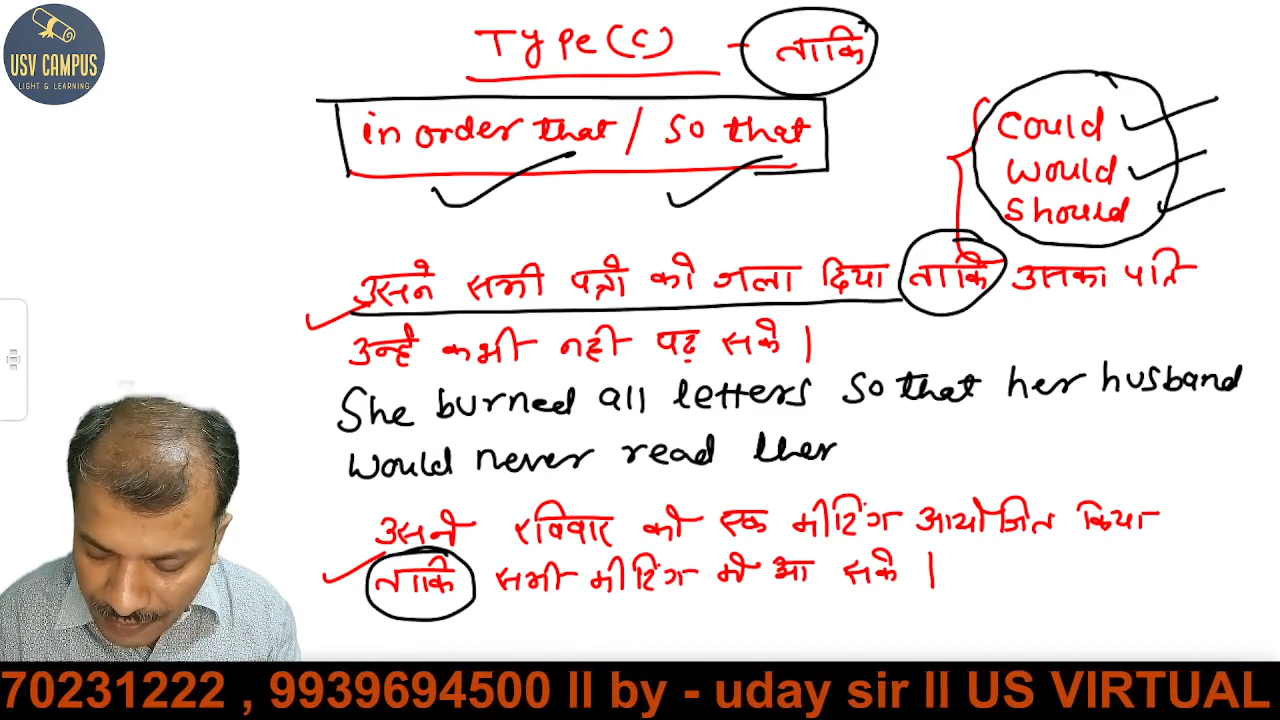 USV CAMPUS
LIGHT & LEARNING
Type (C) - ताकि
in order that / So that
Could
Would
Should
उसने सभी पत्रो को जला दिया ताकि उसका पति
उन्हे कभी नही पढ़ सके।
She burned all letters so that her husband
would never read ther
उसने रविवार को एक मीटिंग आयोजित किया
ताकि सभी मीटिंग मे आ सके।
70231222 , 9939694500 ll by - uday sir ll US VIRTUAL